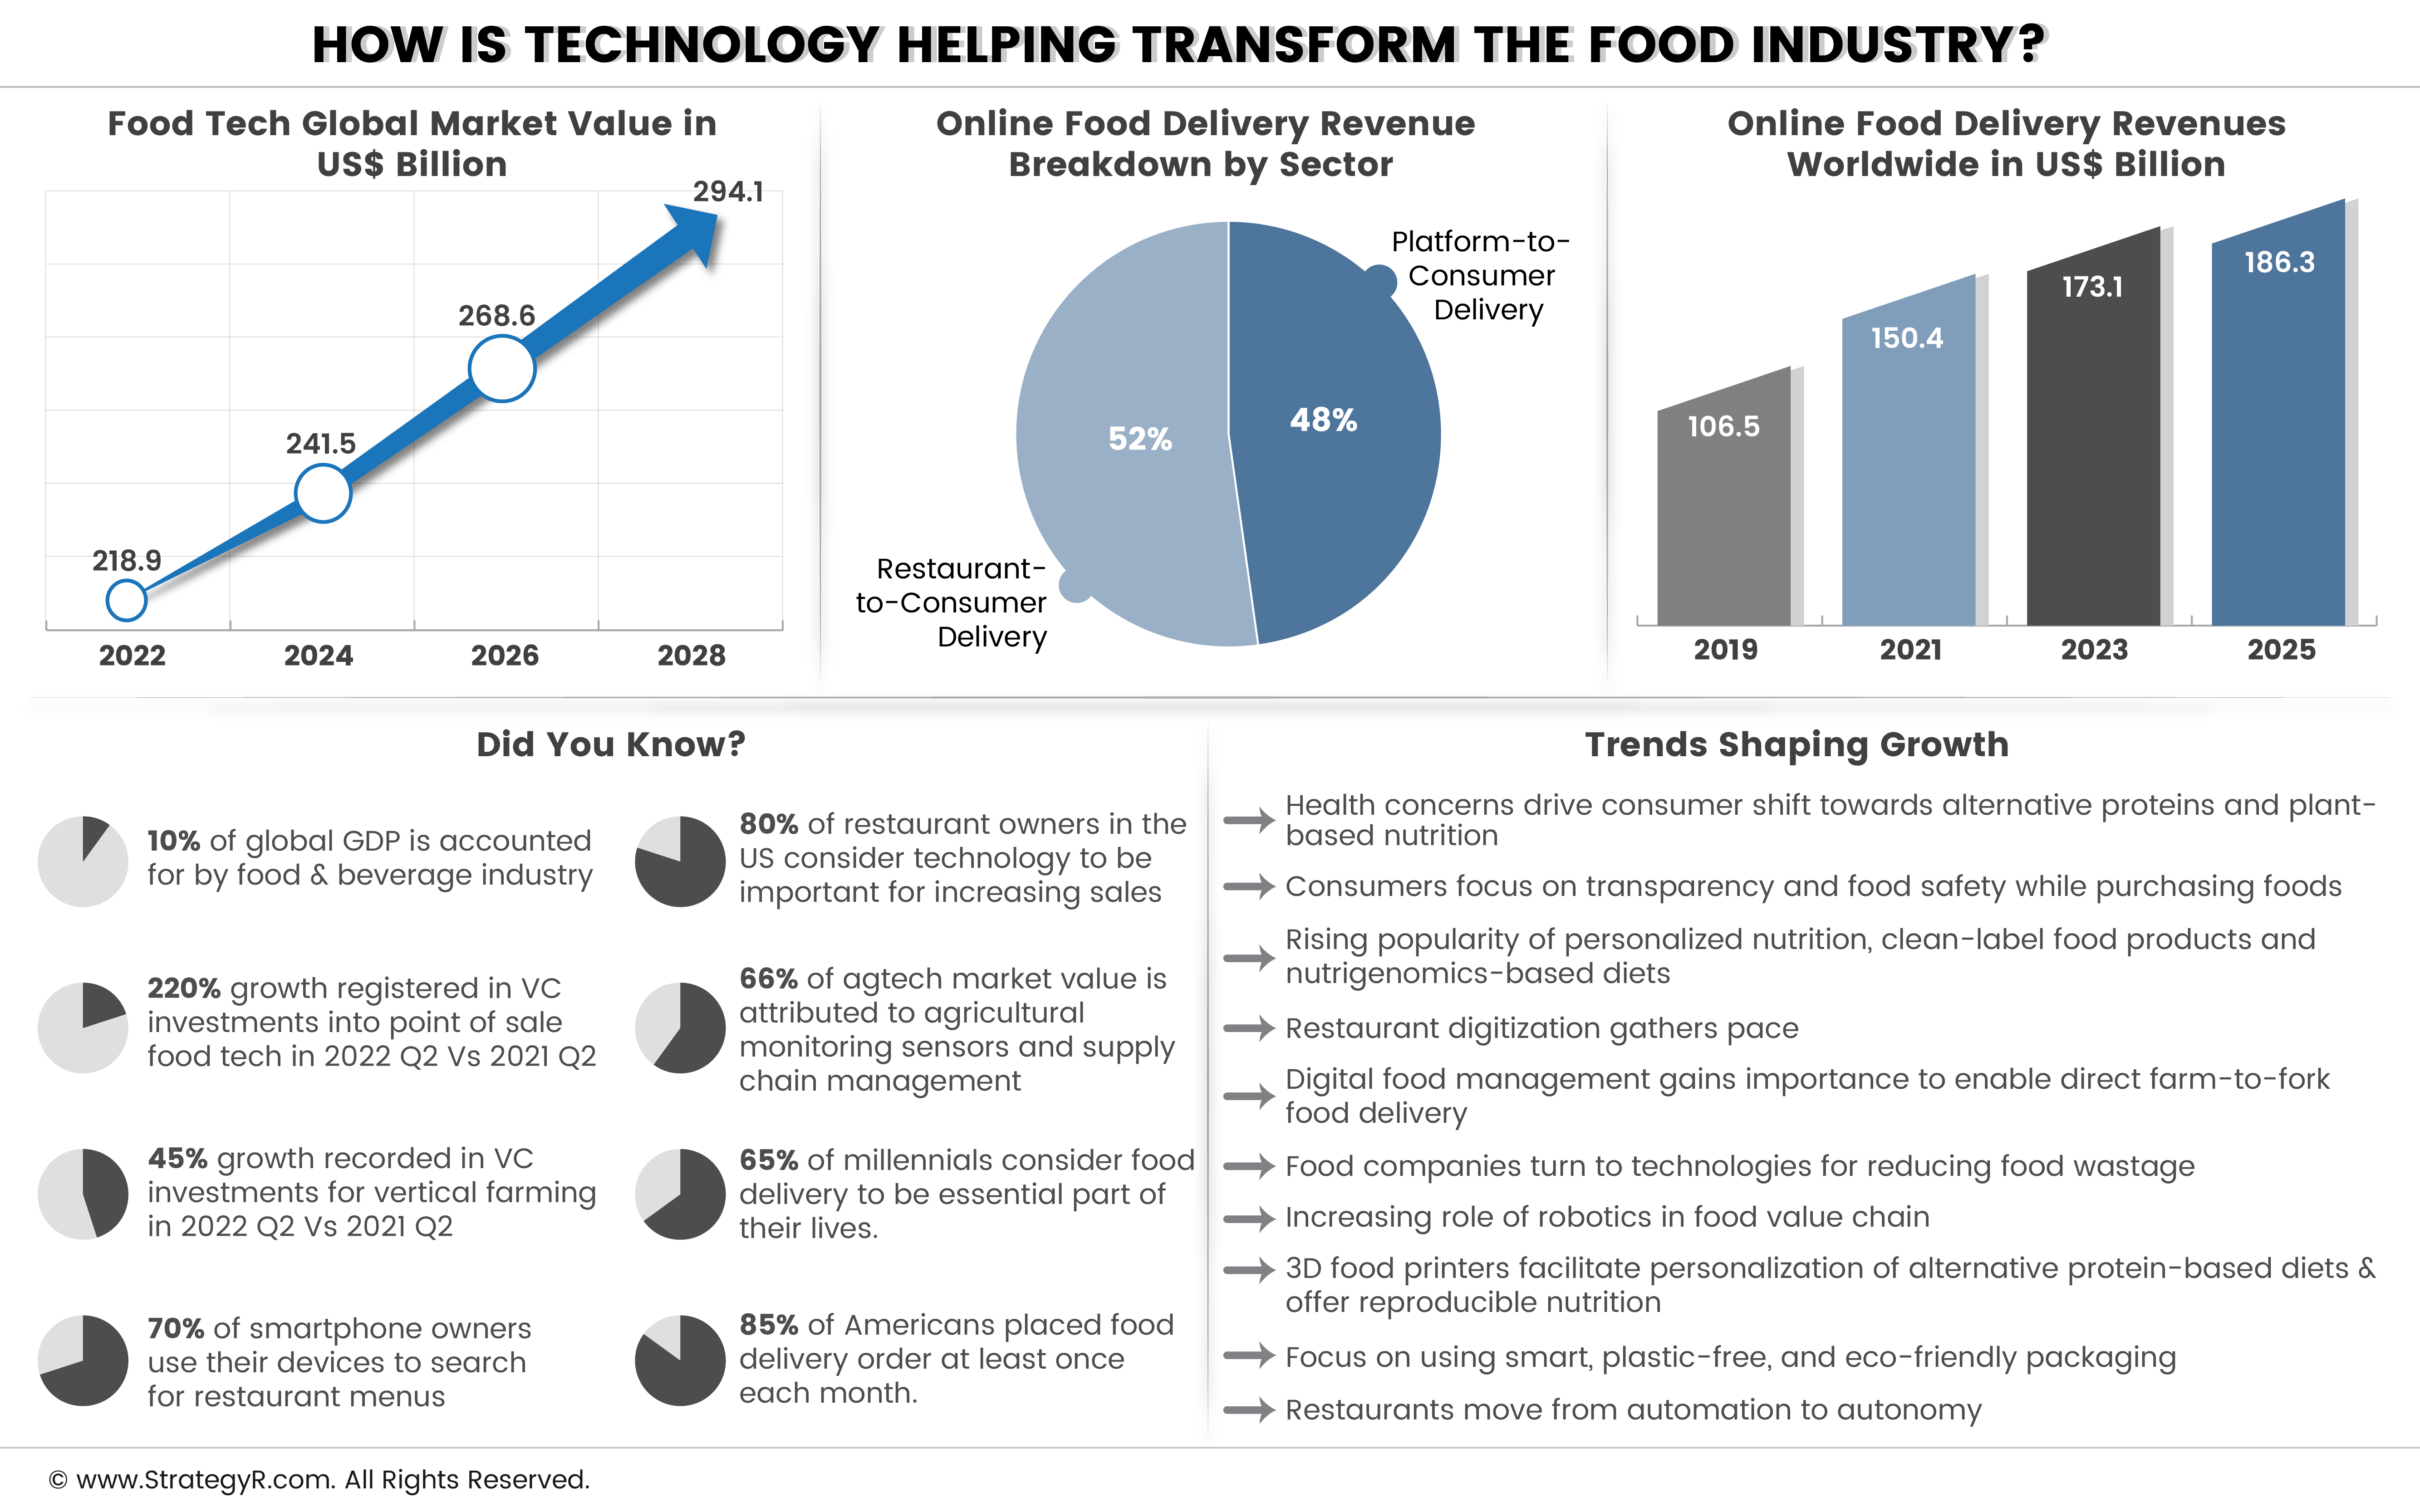 HOW IS TECHNOLOGY HELPING TRANSFORM THE FOOD INDUSTRY?
Food Tech Global Market Value in
US$ Billion
294.1
268.6
241.5
218.9
2022
2024
2026
2028
Online Food Delivery Revenue
Breakdown by Sector
Platform-to-
Consumer
Delivery
48%
52%
Restaurant-
to-Consumer
Delivery
Online Food Delivery Revenues
Worldwide in US$ Billion
106.5
150.4
173.1
186.3
2019
2021
2023
2025
Did You Know?
10% of global GDP is accounted
for by food & beverage industry
220% growth registered in VC
investments into point of sale
food tech in 2022 Q2 Vs 2021 Q2
45% growth recorded in VC
investments for vertical farming
in 2022 Q2 Vs 2021 Q2
70% of smartphone owners
use their devices to search
for restaurant menus
80% of restaurant owners in the
US consider technology to be
important for increasing sales
66% of agtech market value is
attributed to agricultural
monitoring sensors and supply
chain management
65% of millennials consider food
delivery to be essential part of
their lives.
85% of Americans placed food
delivery order at least once
each month.
Trends Shaping Growth
Health concerns drive consumer shift towards alternative proteins and plant-
based nutrition
Consumers focus on transparency and food safety while purchasing foods
Rising popularity of personalized nutrition, clean-label food products and
nutrigenomics-based diets
Restaurant digitization gathers pace
Digital food management gains importance to enable direct farm-to-fork
food delivery
Food companies turn to technologies for reducing food wastage
Increasing role of robotics in food value chain
3D food printers facilitate personalization of alternative protein-based diets &
offer reproducible nutrition
Focus on using smart, plastic-free, and eco-friendly packaging
Restaurants move from automation to autonomy
© www.StrategyR.com. All Rights Reserved.